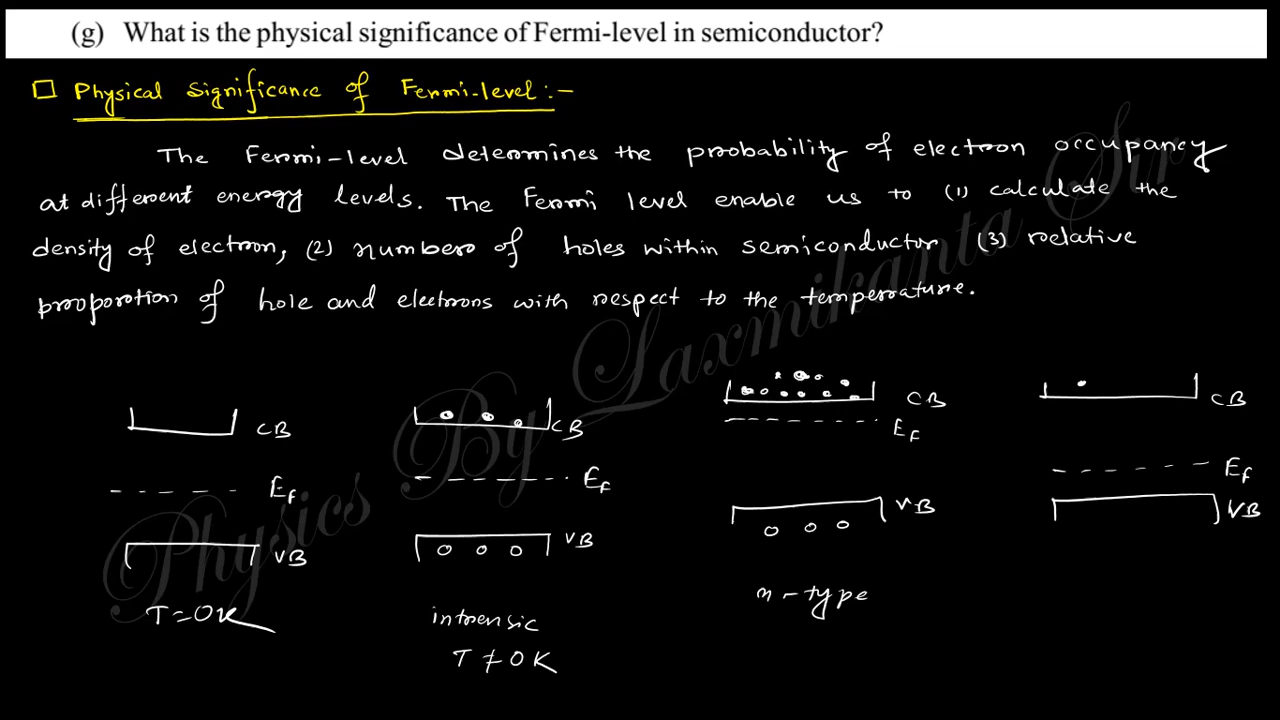 (g) What is the physical significance of Fermi-level in semiconductor?
Physical Significance of Fermi-level :-
The Fermi-level determines the probability of electron occupancy
at different energy levels. The Fermi level enable us to (1) calculate the
density of electron, (2) numbers of holes within semiconductor (3) relative
proportion of hole and electrons with respect to the temperature.
CB
EF
VB
T=0K
CB
EF
VB
intrensic
T≠0K
CB
EF
VB
n-type
CB
EF
VB
Physics By Laxmikanta Sir